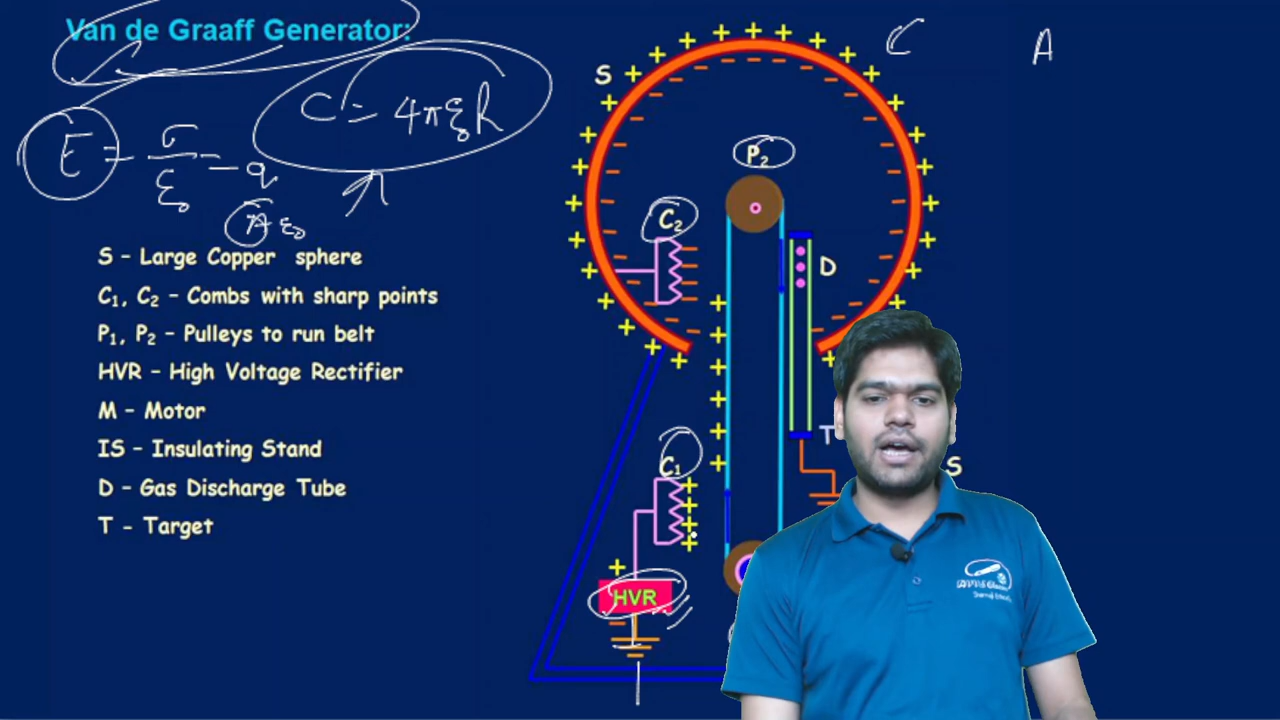 Van de Graaff Generator:
C = 4πε₀R
E = σ/ε₀ = q/Aε₀
C A
S
P₂
C₂
D
S – Large Copper sphere
C₁, C₂ – Combs with sharp points
P₁, P₂ – Pulleys to run belt
HVR – High Voltage Rectifier
M – Motor
IS – Insulating Stand
D – Gas Discharge Tube
T – Target
T
C₁
S
HVR